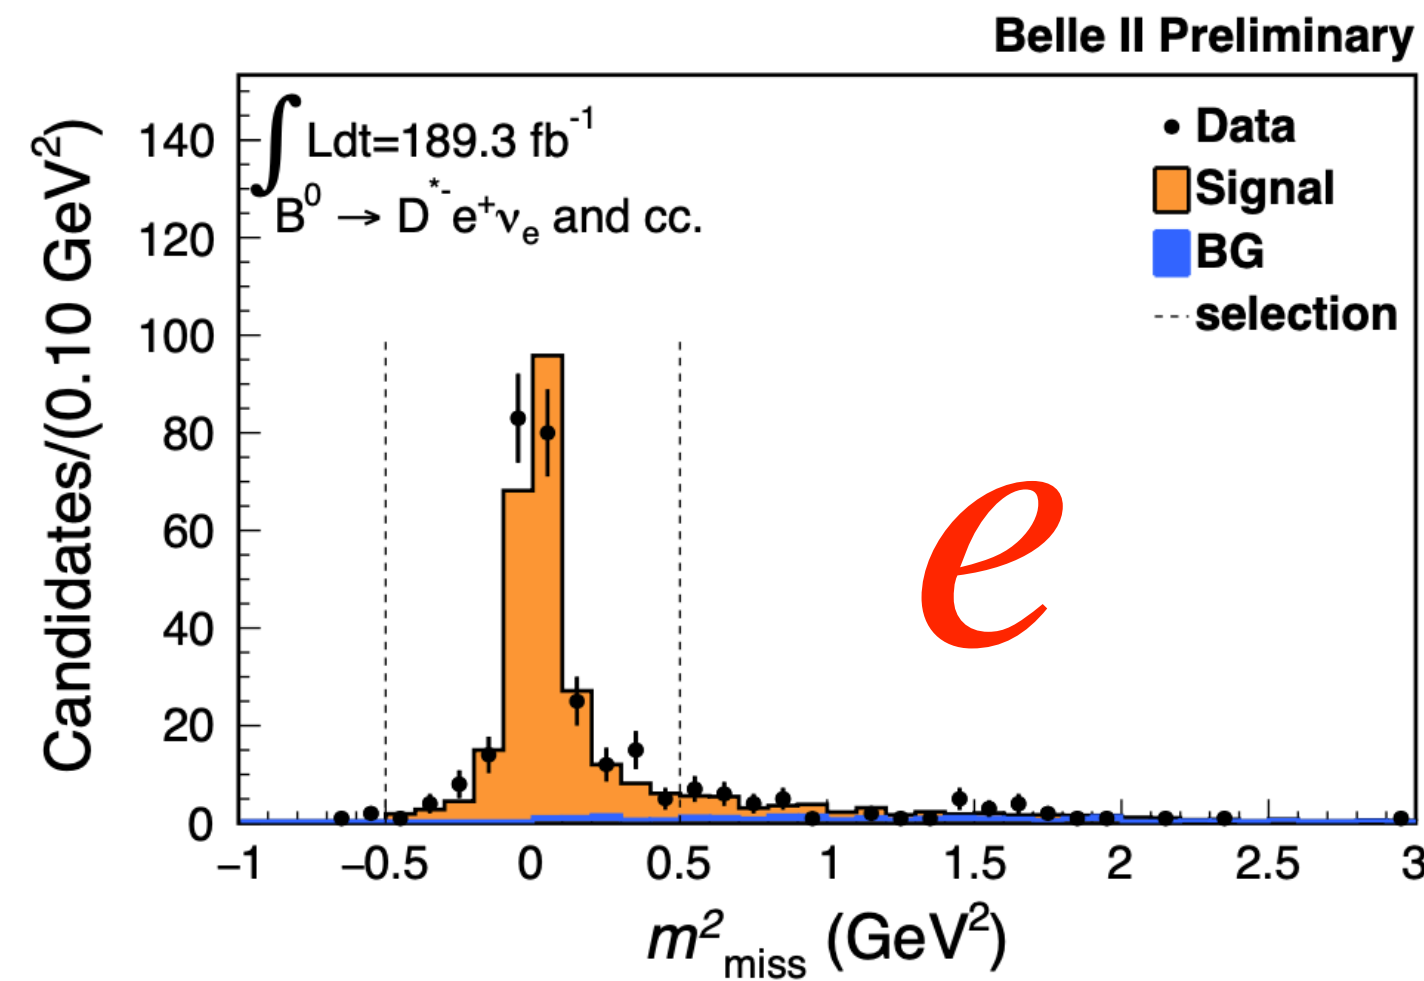 Belle II Preliminary
∫Ldt=189.3 fb⁻¹
B⁰ → D*⁻e⁺νₑ and cc.
Data
Signal
BG
selection
e
Candidates/(0.10 GeV²)
140
120
100
80
60
40
20
0
−1 −0.5 0 0.5 1 1.5 2 2.5 3
m²miss (GeV²)